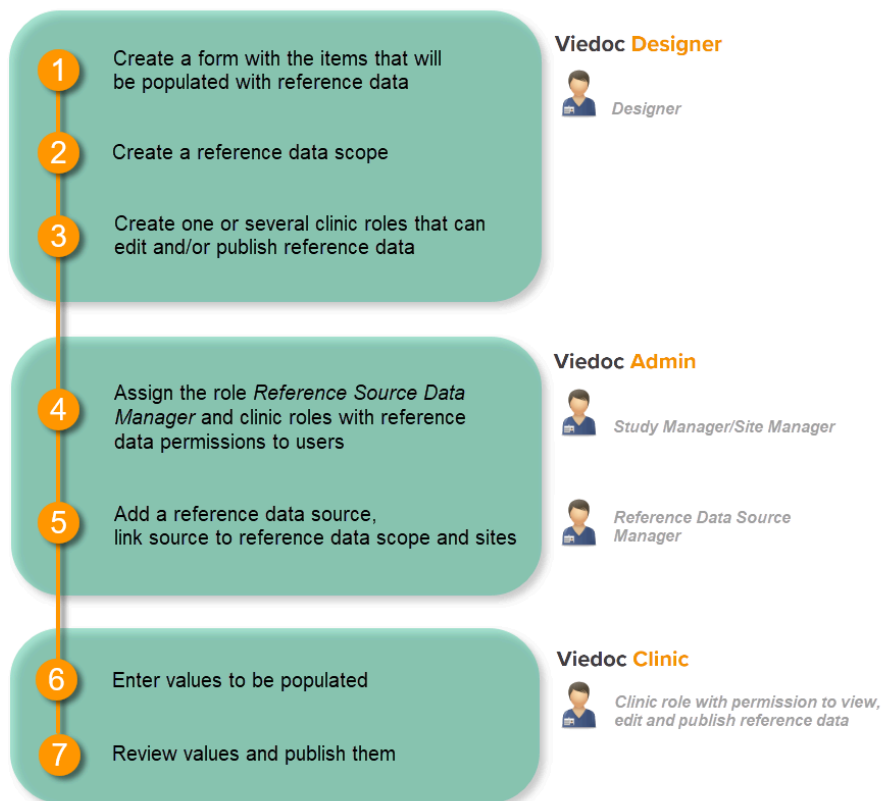 Viedoc Designer
Designer
1
Create a form with the items that will
be populated with reference data
2
Create a reference data scope
3
Create one or several clinic roles that can
edit and/or publish reference data
Viedoc Admin
4
Assign the role Reference Source Data
Manager and clinic roles with reference
data permissions to users
Study Manager/Site Manager
5
Add a reference data source,
link source to reference data scope and sites
Reference Data Source
Manager
Viedoc Clinic
6
Enter values to be populated
Clinic role with permission to view,
edit and publish reference data
7
Review values and publish them